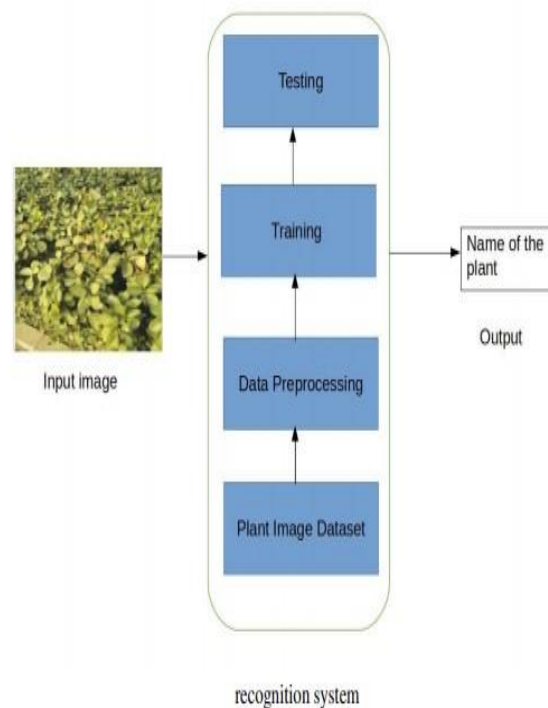 Testing
Training
Name of the
plant
Output
Input image
Data Preprocessing
Plant Image Dataset
recognition system